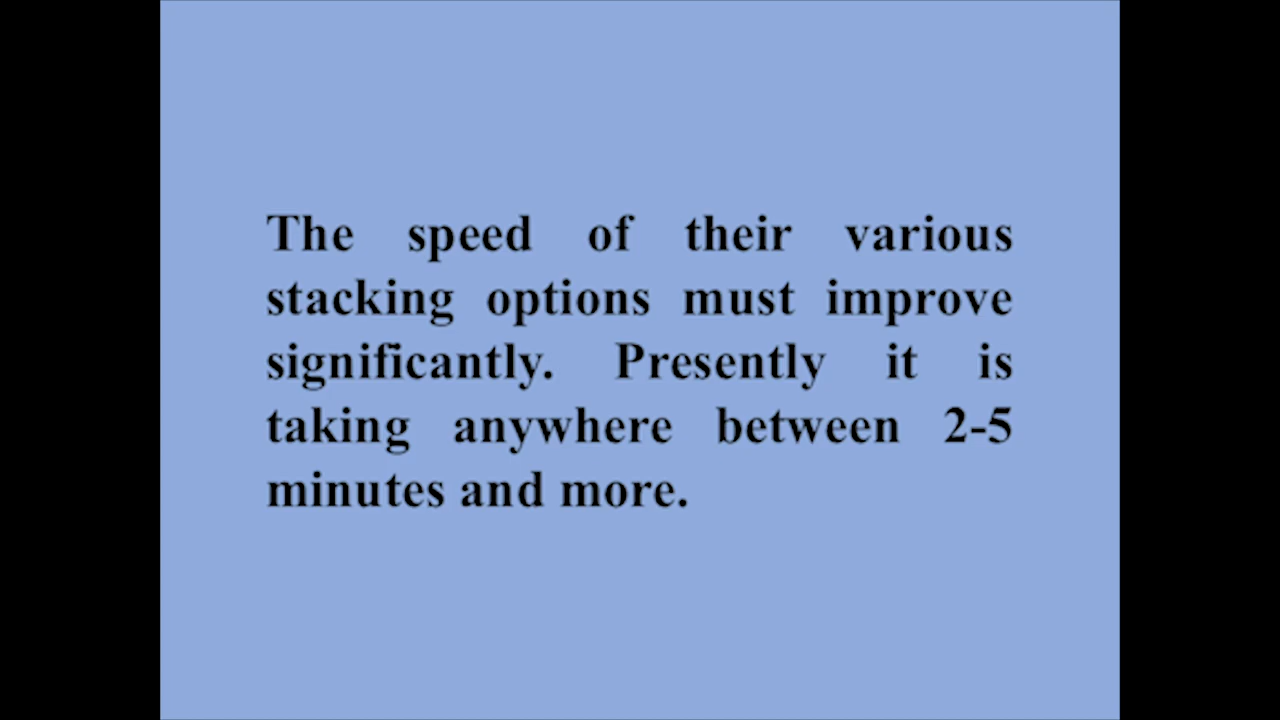 The speed of their various
stacking options must improve
significantly. Presently it is
taking anywhere between 2-5
minutes and more.